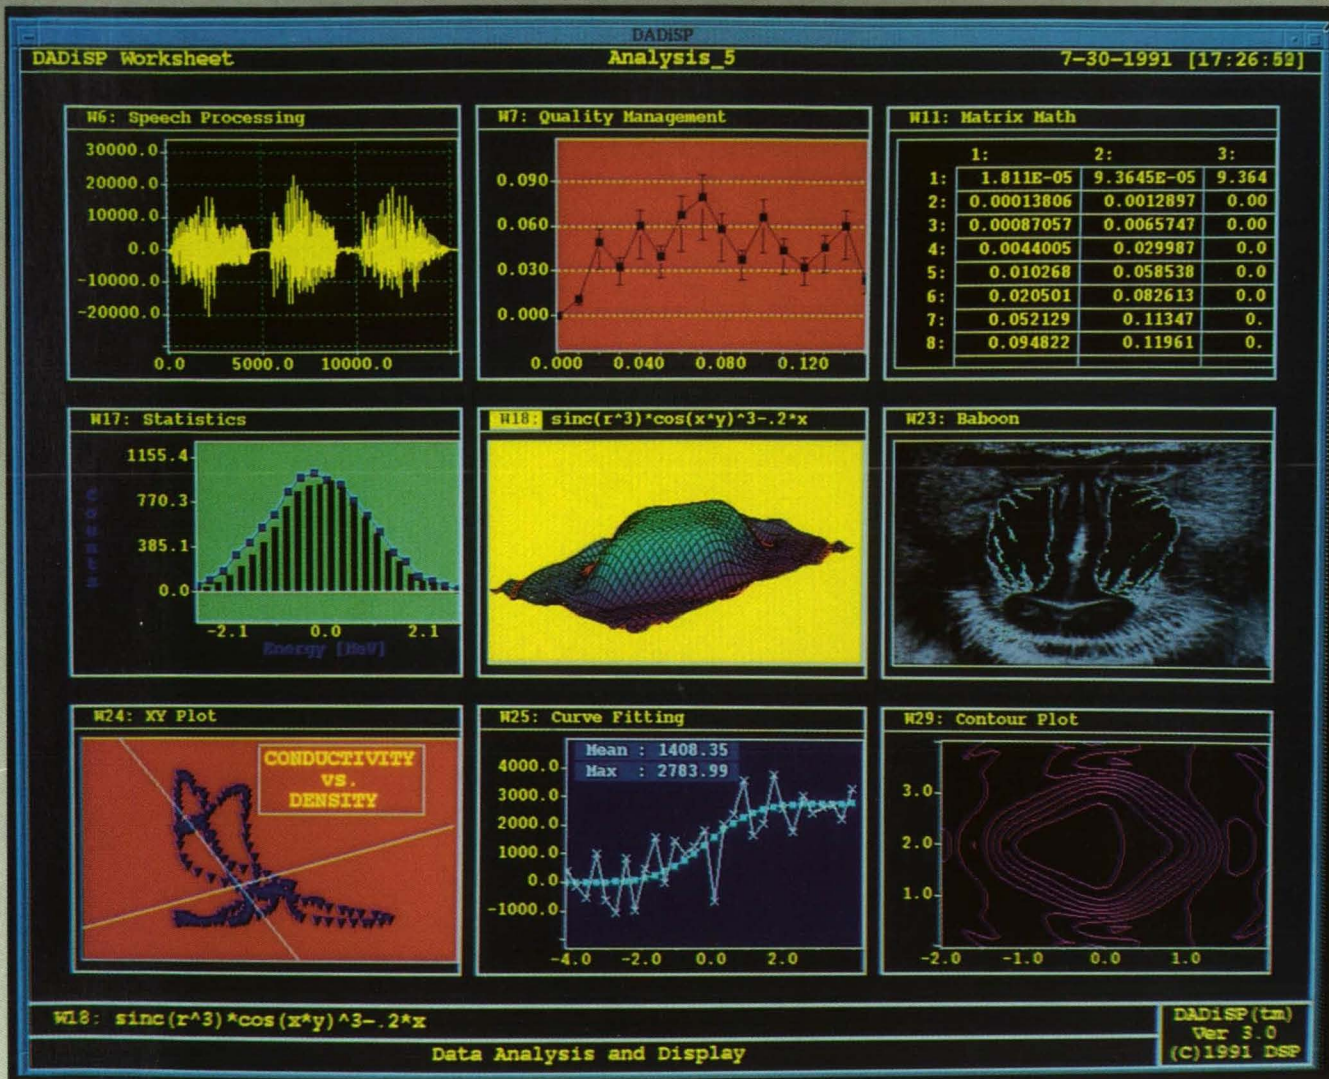 DADiSP
DADiSP Worksheet Analysis_5 7-30-1991 [17:26:59]
W6: Speech Processing
30000.0
20000.0
10000.0
0.0
-10000.0
-20000.0
0.0 5000.0 10000.0
W7: Quality Management
0.090
0.060
0.030
0.000
0.000 0.040 0.080 0.120
W11: Matrix Math
1: 2: 3:
1: 1.811E-05 9.3645E-05 9.364
2: 0.00013806 0.0012897 0.00
3: 0.00087057 0.0065747 0.00
4: 0.0044005 0.029987 0.0
5: 0.010268 0.058538 0.0
6: 0.020501 0.082613 0.0
7: 0.052129 0.11347 0.
8: 0.094822 0.11961 0.
W17: Statistics
Counts
1155.4
770.3
385.1
0.0
-2.1 0.0 2.1
Energy [MeV]
W18: sinc(r^3)*cos(x*y)^3-.2*x
W23: Baboon
W24: XY Plot
CONDUCTIVITY
vs.
DENSITY
W25: Curve Fitting
Mean : 1408.35
Max : 2783.99
4000.0
3000.0
2000.0
1000.0
0.0
-1000.0
-4.0 -2.0 0.0 2.0
W29: Contour Plot
3.0
2.0
1.0
-2.0 -1.0 0.0 1.0
W18: sinc(r^3)*cos(x*y)^3-.2*x
Data Analysis and Display
DADiSP(tm)
Ver 3.0
(C)1991 DSP